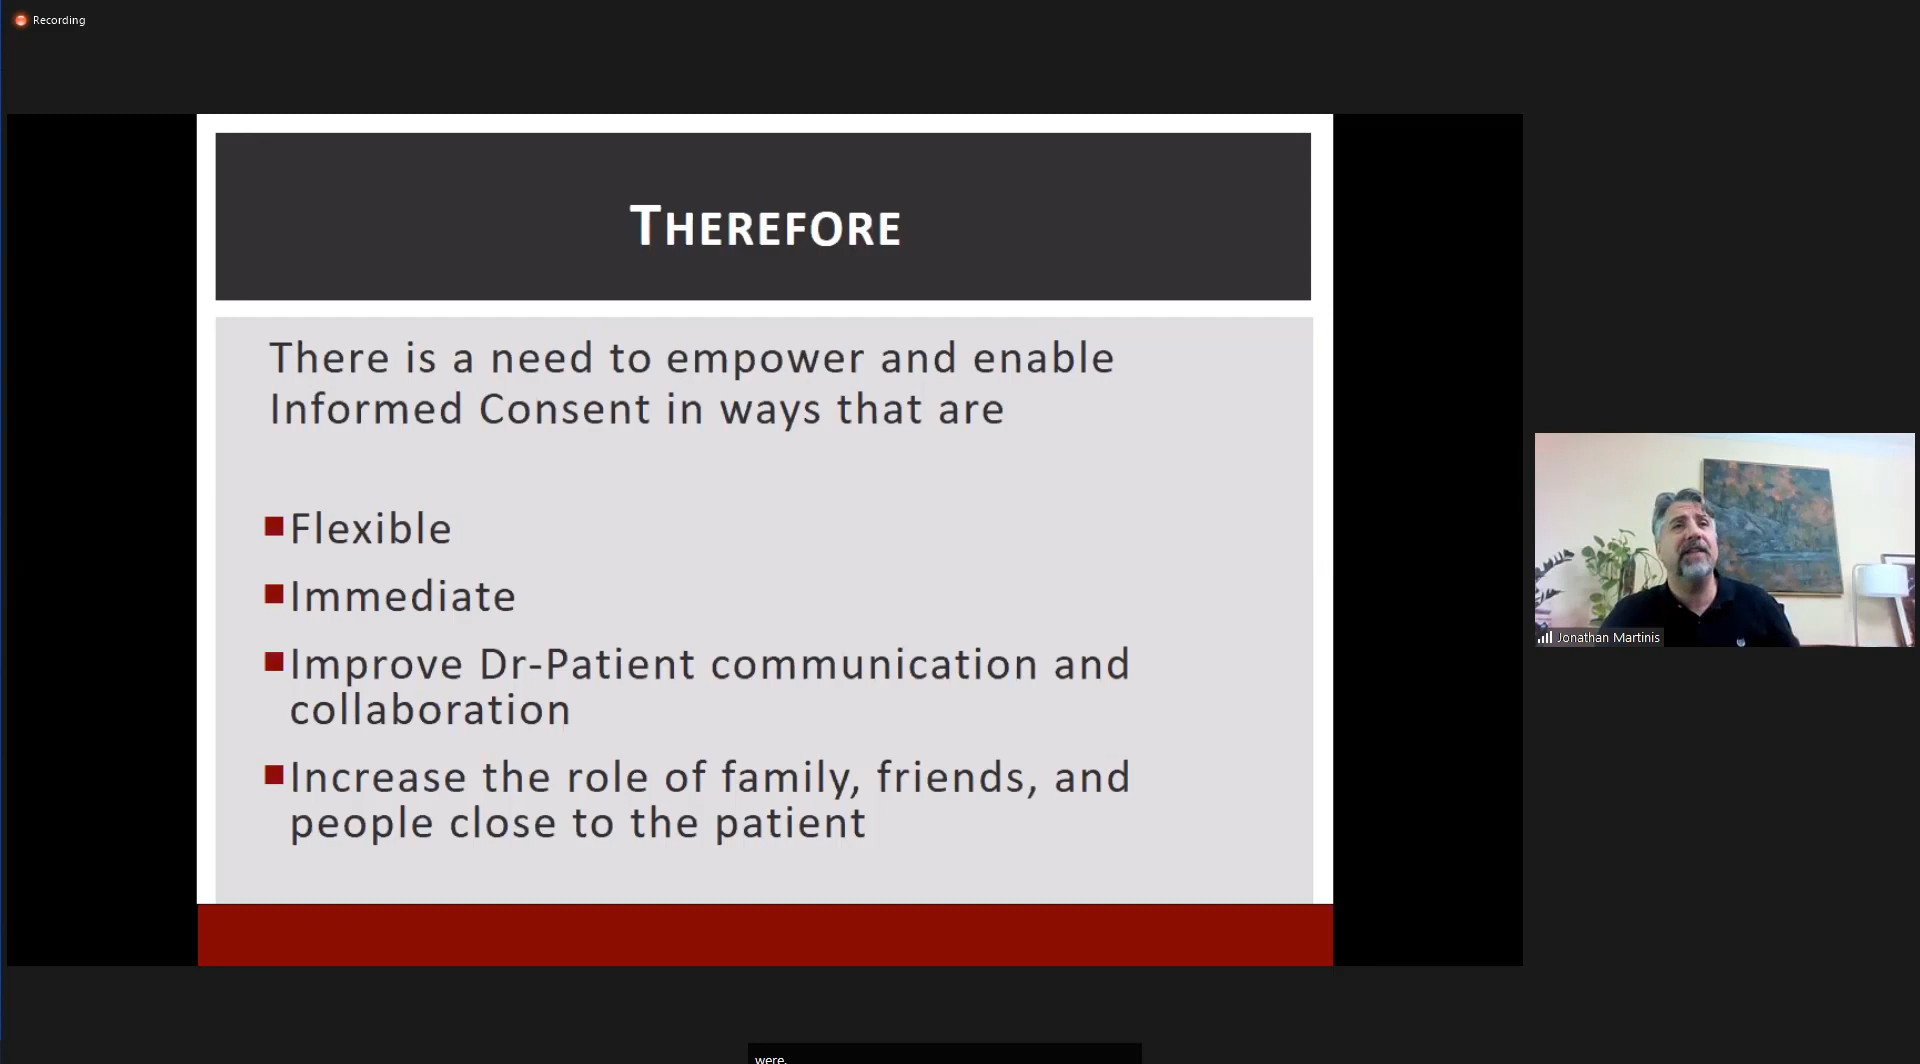 Recording
THEREFORE
There is a need to empower and enable
Informed Consent in ways that are
Flexible
Immediate
Improve Dr-Patient communication and
collaboration
Increase the role of family, friends, and
people close to the patient
Jonathan Martinis
were.